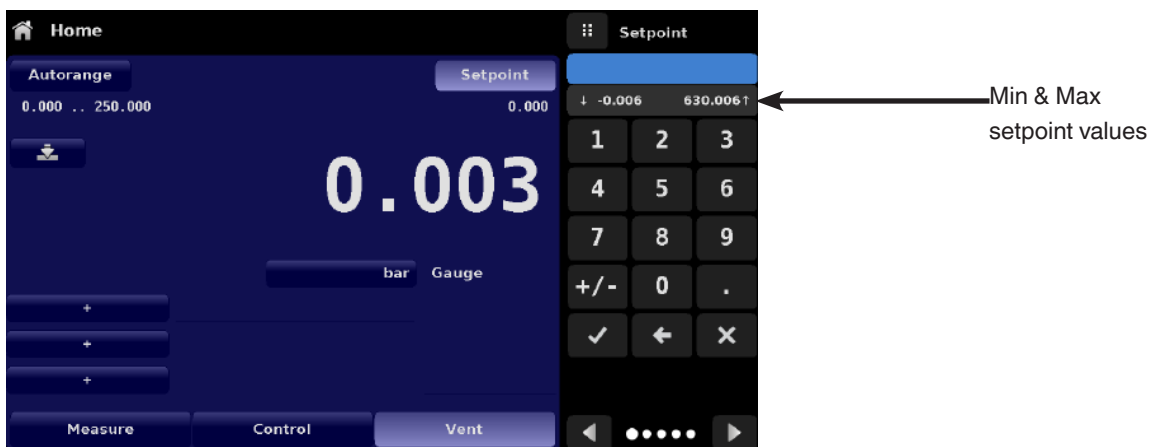 Home
Setpoint
Autorange
Setpoint
0.000 .. 250.000
0.000
↓ -0.006 630.006↑
Min & Max
setpoint values
1 2 3
0.003
4 5 6
7 8 9
bar Gauge
+/- 0 .
+
+
+
Measure Control Vent